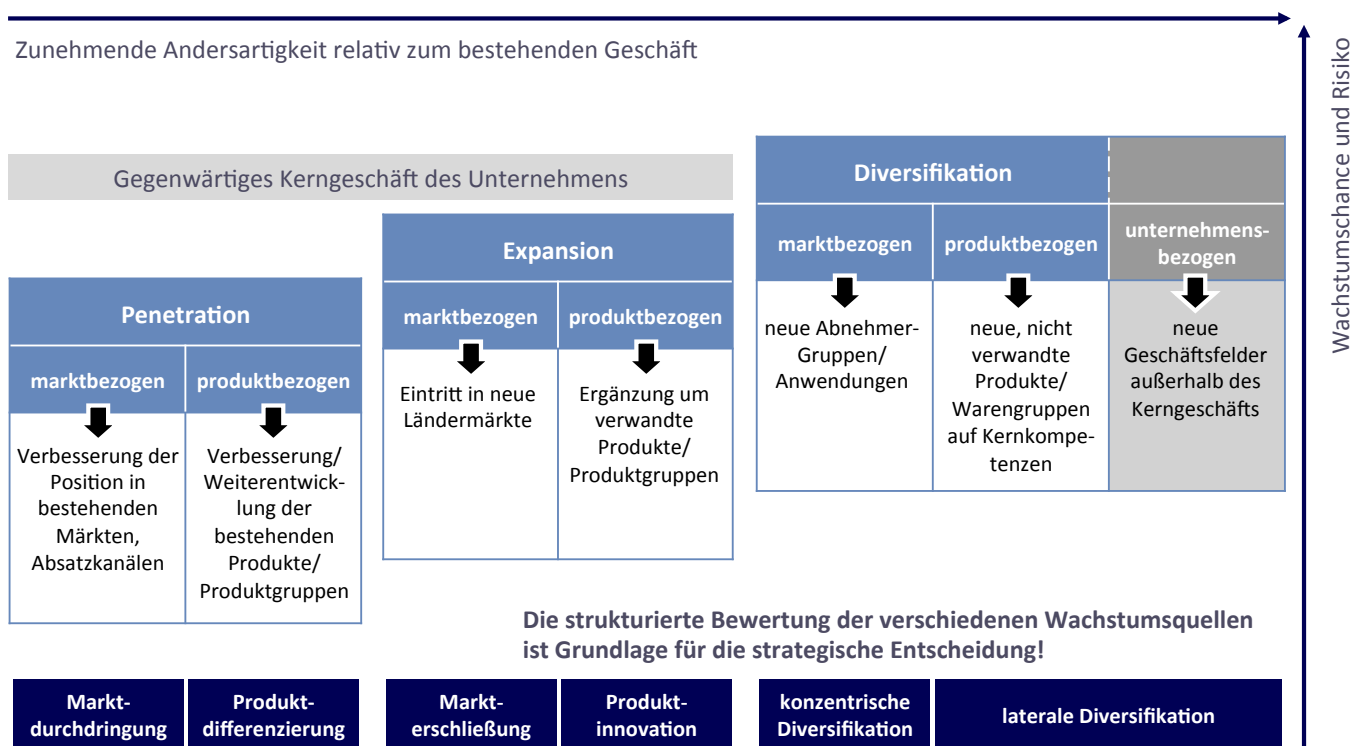 Zunehmende Andersartigkeit relativ zum bestehenden Geschäft
Wachstumschance und Risiko
Gegenwärtiges Kerngeschäft des Unternehmens
Penetration
marktbezogen
produktbezogen
Verbesserung der
Position in
bestehenden
Märkten,
Absatzkanälen
Verbesserung/
Weiterentwick-
lung der
bestehenden
Produkte/
Produktgruppen
Expansion
marktbezogen
produktbezogen
Eintritt in neue
Ländermärkte
Ergänzung um
verwandte
Produkte/
Produktgruppen
Diversifikation
marktbezogen
produktbezogen
unternehmens-
bezogen
neue Abnehmer-
Gruppen/
Anwendungen
neue, nicht
verwandte
Produkte/
Warengruppen
auf Kernkompe-
tenzen
neue
Geschäftsfelder
außerhalb des
Kerngeschäfts
Die strukturierte Bewertung der verschiedenen Wachstumsquellen
ist Grundlage für die strategische Entscheidung!
Markt-
durchdringung
Produkt-
differenzierung
Markt-
erschließung
Produkt-
innovation
konzentrische
Diversifikation
laterale Diversifikation